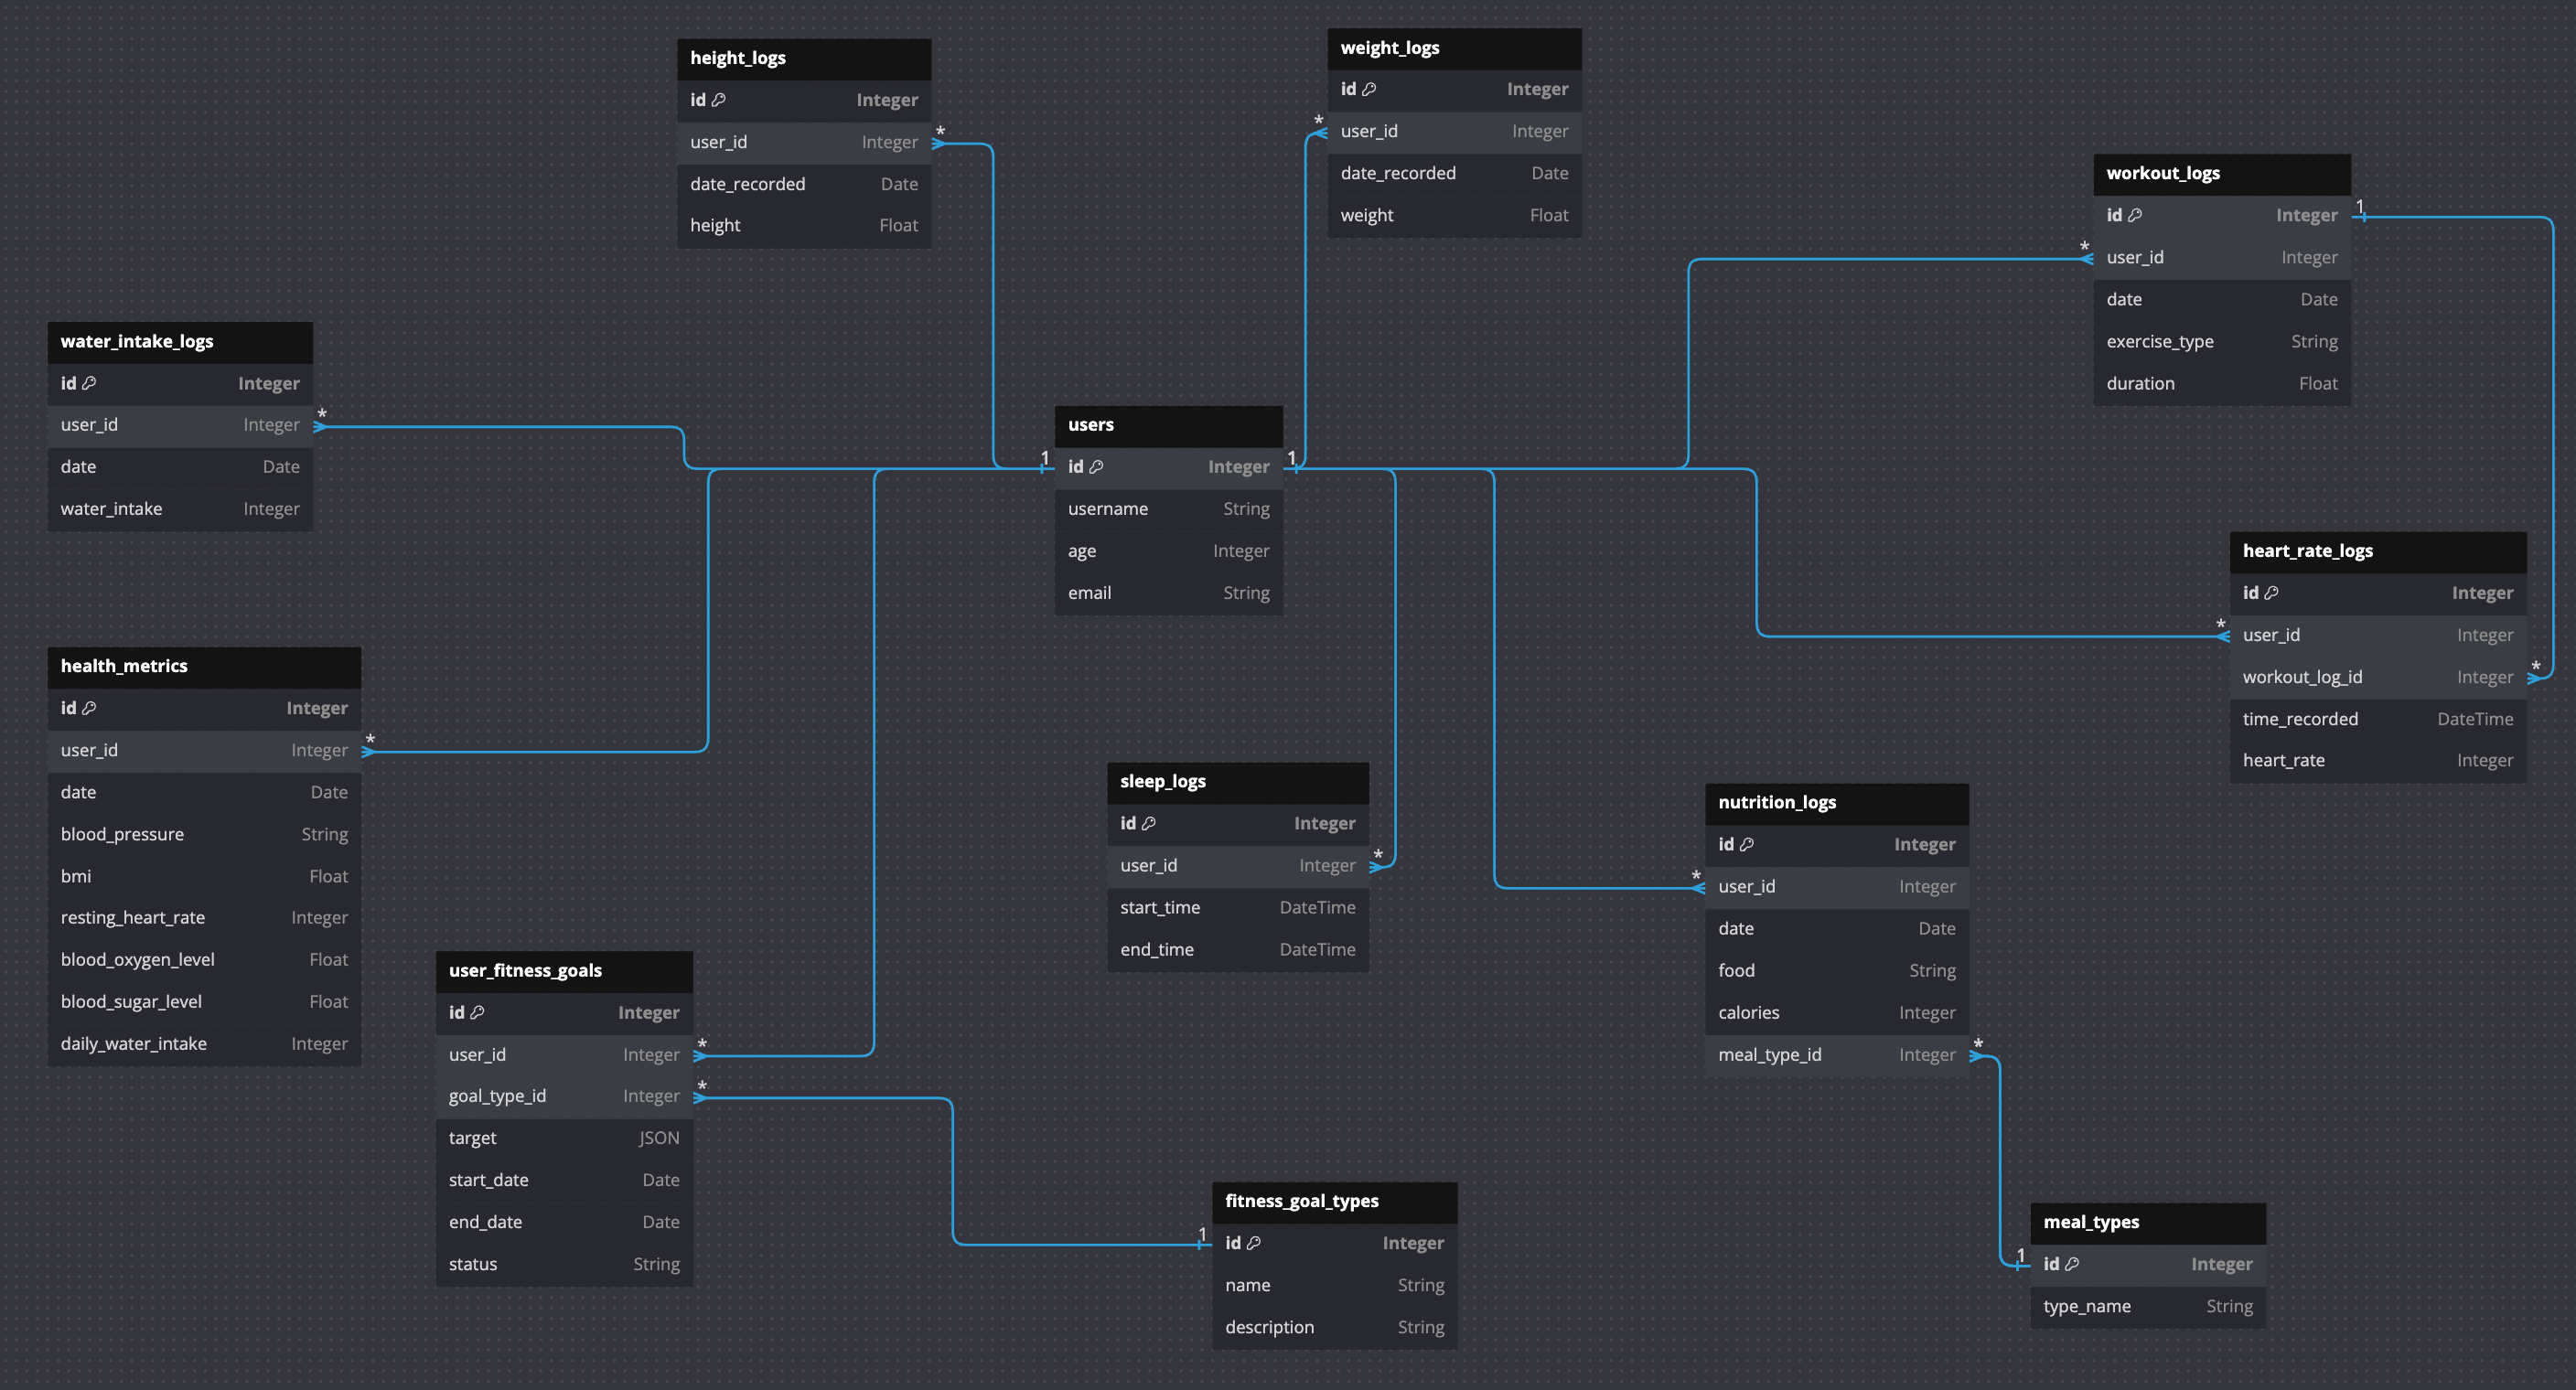 height_logs
id Integer
user_id Integer *
date_recorded Date
height Float
weight_logs
id Integer
* user_id Integer
date_recorded Date
weight Float
workout_logs
id Integer 1
* user_id Integer
date Date
exercise_type String
duration Float
water_intake_logs
id Integer
user_id Integer *
date Date
water_intake Integer
users
1 id Integer 1
username String
age Integer
email String
heart_rate_logs
id Integer
* user_id Integer
workout_log_id Integer *
time_recorded DateTime
heart_rate Integer
health_metrics
id Integer
user_id Integer *
date Date
blood_pressure String
bmi Float
resting_heart_rate Integer
blood_oxygen_level Float
blood_sugar_level Float
daily_water_intake Integer
sleep_logs
id Integer
user_id Integer *
start_time DateTime
end_time DateTime
nutrition_logs
id Integer
* user_id Integer
date Date
food String
calories Integer
meal_type_id Integer *
user_fitness_goals
id Integer
user_id Integer *
goal_type_id Integer *
target JSON
start_date Date
end_date Date
status String
fitness_goal_types
1 id Integer
name String
description String
meal_types
1 id Integer
type_name String